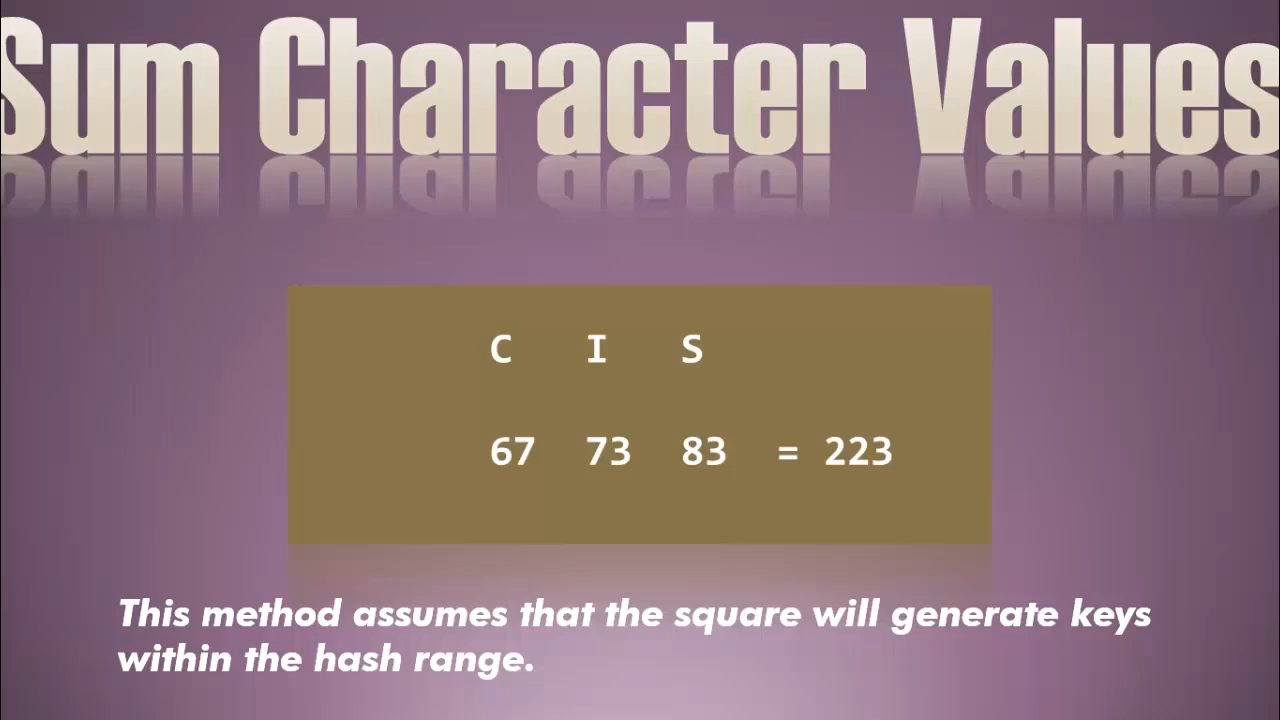 Sum Character Values
C I S
67 73 83 = 223
This method assumes that the square will generate keys
within the hash range.